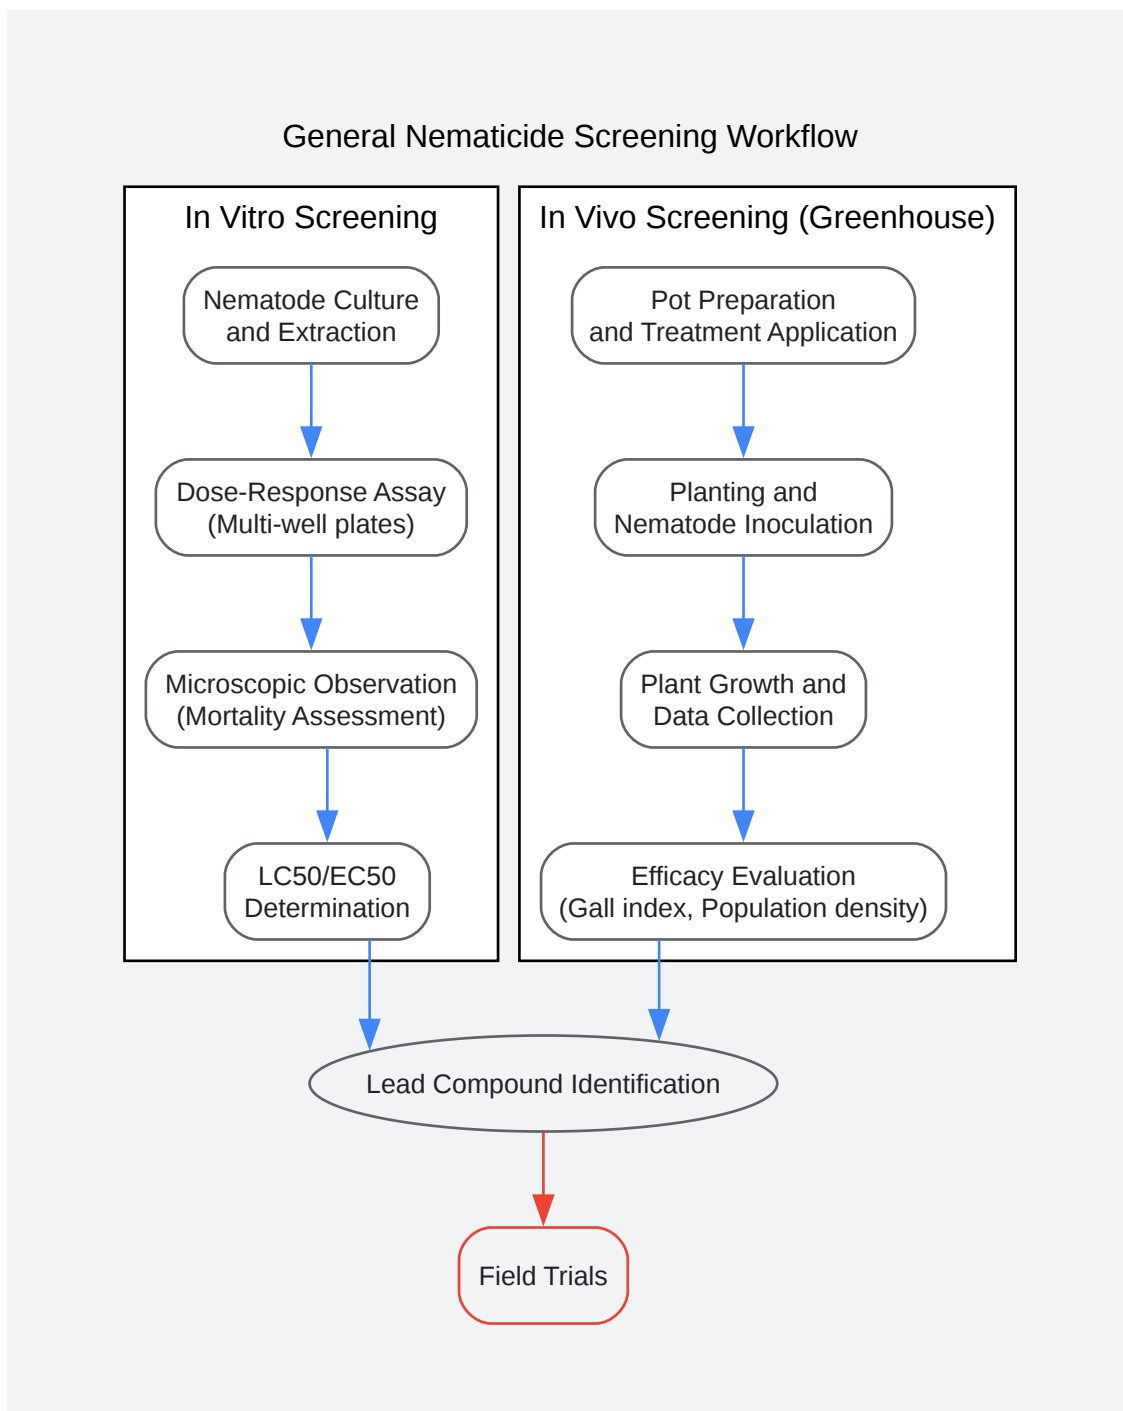 General Nematicide Screening Workflow
In Vitro Screening
Nematode Culture
and Extraction
Dose-Response Assay
(Multi-well plates)
Microscopic Observation
(Mortality Assessment)
LC50/EC50
Determination
In Vivo Screening (Greenhouse)
Pot Preparation
and Treatment Application
Planting and
Nematode Inoculation
Plant Growth and
Data Collection
Efficacy Evaluation
(Gall index, Population density)
Lead Compound Identification
Field Trials